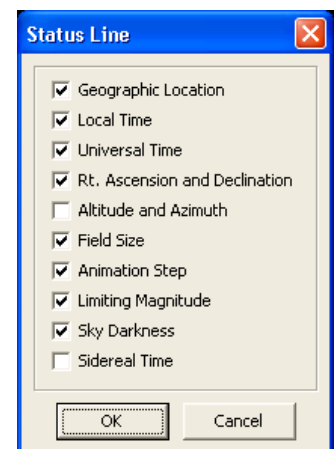 Status Line
Geographic Location
Local Time
Universal Time
Rt. Ascension and Declination
Altitude and Azimuth
Field Size
Animation Step
Limiting Magnitude
Sky Darkness
Sidereal Time
OK Cancel